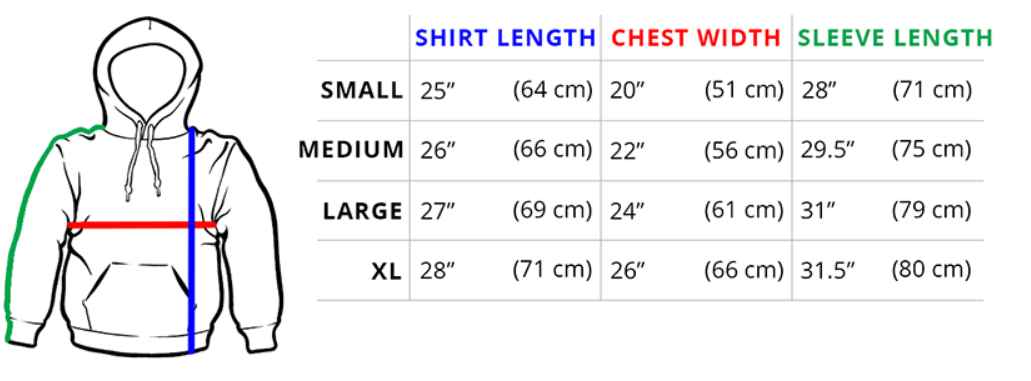 SHIRT LENGTH CHEST WIDTH SLEEVE LENGTH
SMALL 25” (64 cm) 20” (51 cm) 28” (71 cm)
MEDIUM 26” (66 cm) 22” (56 cm) 29.5” (75 cm)
LARGE 27” (69 cm) 24” (61 cm) 31” (79 cm)
XL 28” (71 cm) 26” (66 cm) 31.5” (80 cm)